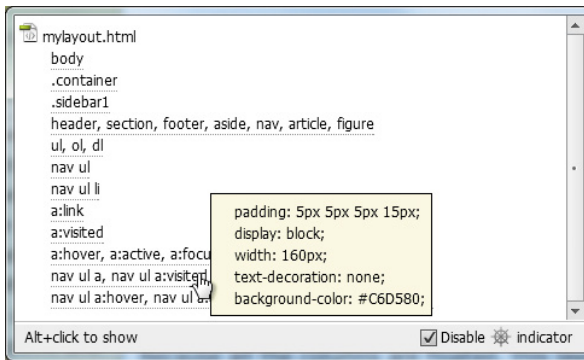 mylayout.html
body
.container
.sidebar1
header, section, footer, aside, nav, article, figure
ul, ol, dl
nav ul
nav ul li
a:link
a:visited
a:hover, a:active, a:focu
nav ul a, nav ul a:visited
nav ul a:hover, nav ul
padding: 5px 5px 5px 15px;
display: block;
width: 160px;
text-decoration: none;
background-color: #C6D580;
Alt+click to show
Disable indicator